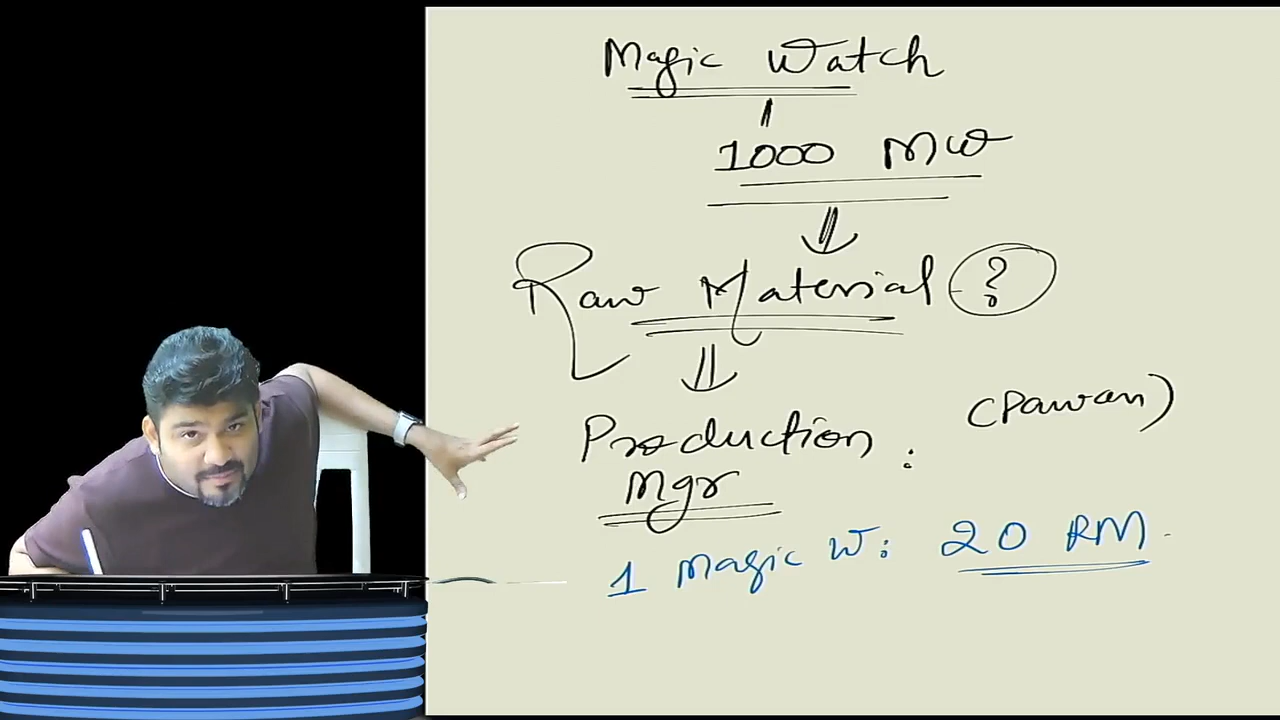 Magic Watch
1000 MW
Raw Material ?
Production : (Pawan)
Mgr
1 Magic W: 20 RM.